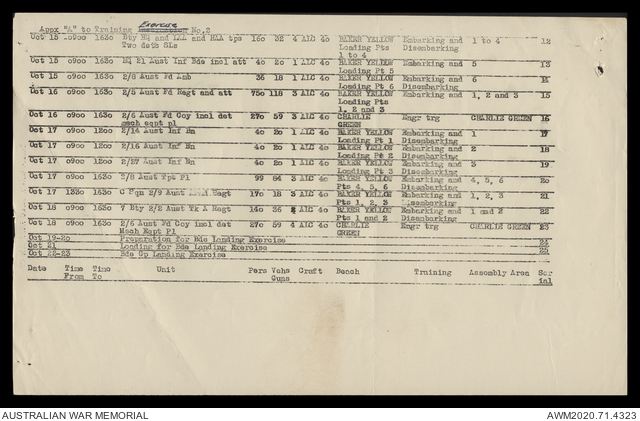 Appx "A" to Training Exercise No.2
Oct 15 0900 1630 Bty HQ and LAA and HAA tps 160 32 4 ALC 40 BAKER YELLOW Embarking and 1 to 4 12
Two dets SLs Loading Pts Disembarking
1 to 4
Oct 15 0900 1630 HQ 21 Aust Inf Bde incl att 40 20 1 ALC 40 BAKER YELLOW Embarking and 5 13
Loading Pt 5 Disembarking
Oct 15 0900 1630 2/8 Aust Fd Amb 36 18 1 ALC 40 BAKER YELLOW Embarking and 6 14
Loading Pt 6 Disembarking
Oct 16 0900 1630 2/5 Aust Fd Regt and att 750 118 3 ALC 40 BAKER YELLOW Embarking and 1, 2 and 3 15
Loading Pts Disembarking
1, 2 and 3
Oct 16 0900 1630 2/6 Aust Fd Coy incl det 270 59 3 ALC 40 CHARLIE Engr trg CHARLIE GREEN 16
mech eqpt pl GREEN
Oct 17 0900 1200 2/14 Aust Inf Bn 40 20 1 ALC 40 BAKER YELLOW Embarking and 1 17
Loading Pt 1 Disembarking
Oct 17 0900 1200 2/16 Aust Inf Bn 40 20 1 ALC 40 BAKER YELLOW Embarking and 2 18
Loading Pt 2 Disembarking
Oct 17 0900 1200 2/27 Aust Inf Bn 40 20 1 ALC 40 BAKER YELLOW Embarking and 3 19
Loading Pt 3 Disembarking
Oct 17 0900 1630 2/8 Aust Tpt Pl 99 84 3 ALC 40 BAKER YELLOW Embarking and 4, 5, 6 20
Pts 4, 5, 6 Disembarking
Oct 17 1330 1630 C Sqn 2/9 Aust Regt 170 18 3 ALC 40 BAKER YELLOW Embarking and 1, 2, 3 21
Pts 1, 2, 3 Disembarking
Oct 18 0900 1630 7 Bty 2/2 Aust Tk A Regt 140 36 ALC 40 BAKER YELLOW Embarking and 1 and 2 22
Pts 1 and 2 Disembarking
Oct 18 0900 1630 2/6 Aust Fd Coy incl det 270 59 4 ALC 40 CHARLIE Engr trg CHARLIE GREEN 23
Mech Eqpt Pl GREEN
Oct 19-20 Preparation for Bde Landing Exercise
Oct 21 Loading for Bde Landing Exercise 24
Oct 22-23 Bde Gp Landing Exercise 25
Date Time Time Unit Pers Vehs Craft Beach Training Assembly Area Ser
From To Guns ial
AUSTRALIAN WAR MEMORIAL AWM2020.71.4323